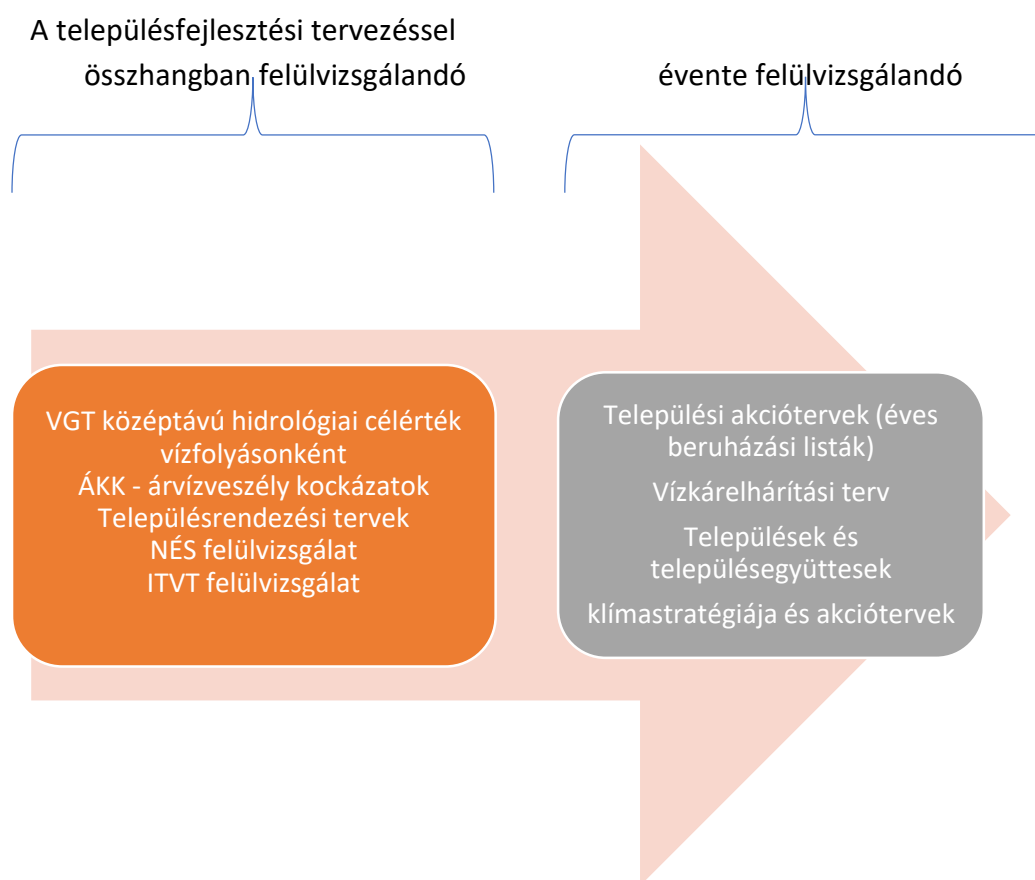 A településfejlesztési tervezéssel
összhangban felülvizsgálandó
évente felülvizsgálandó
VGT középtávú hidrológiai célérték
vízfolyásonként
ÁKK - árvízveszély kockázatok
Településrendezési tervek
NÉS felülvizsgálat
ITVT felülvizsgálat
Települési akciótervek (éves
beruházási listák)
Vízkárelhárítási terv
Települések és
településegyüttesek
klímastratégiája és akciótervek